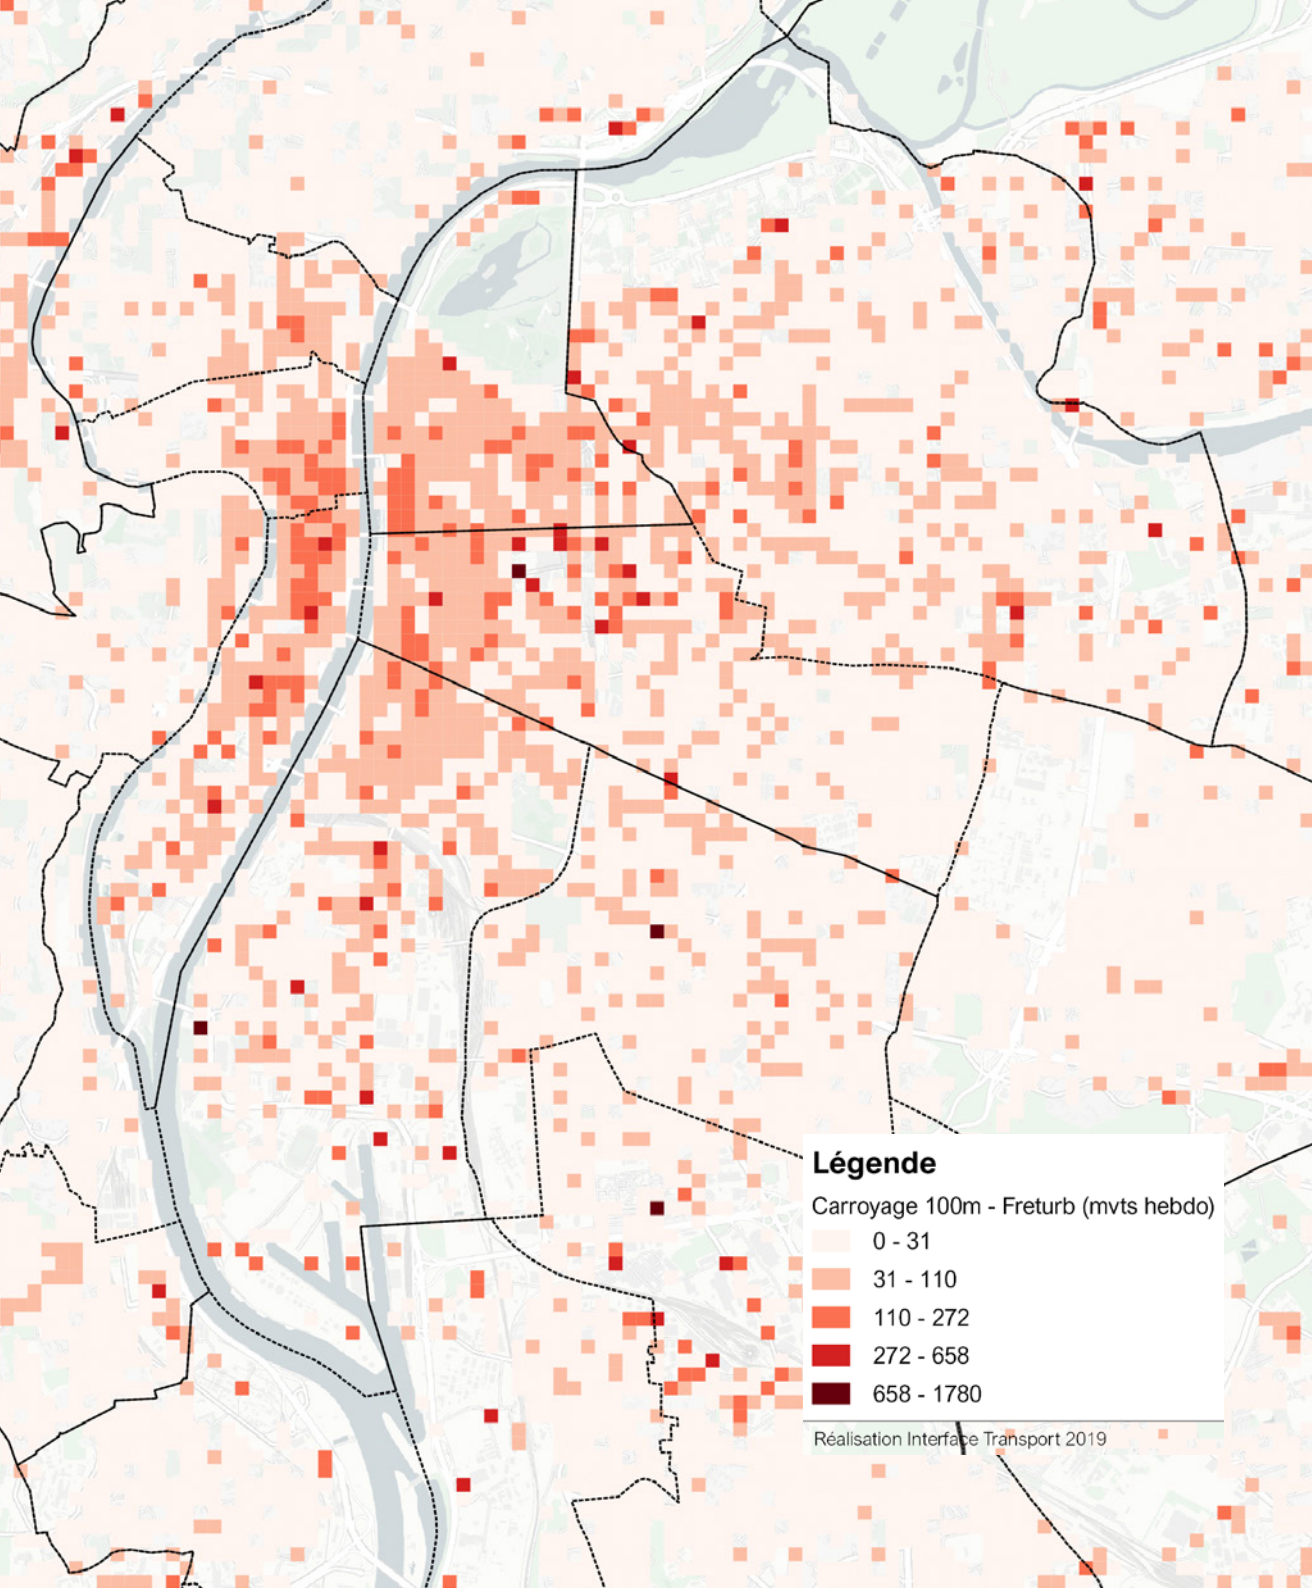 Légende
Carroyage 100m - Freturb (mvts hebdo)
0 - 31
31 - 110
110 - 272
272 - 658
658 - 1780
Réalisation Interface Transport 2019